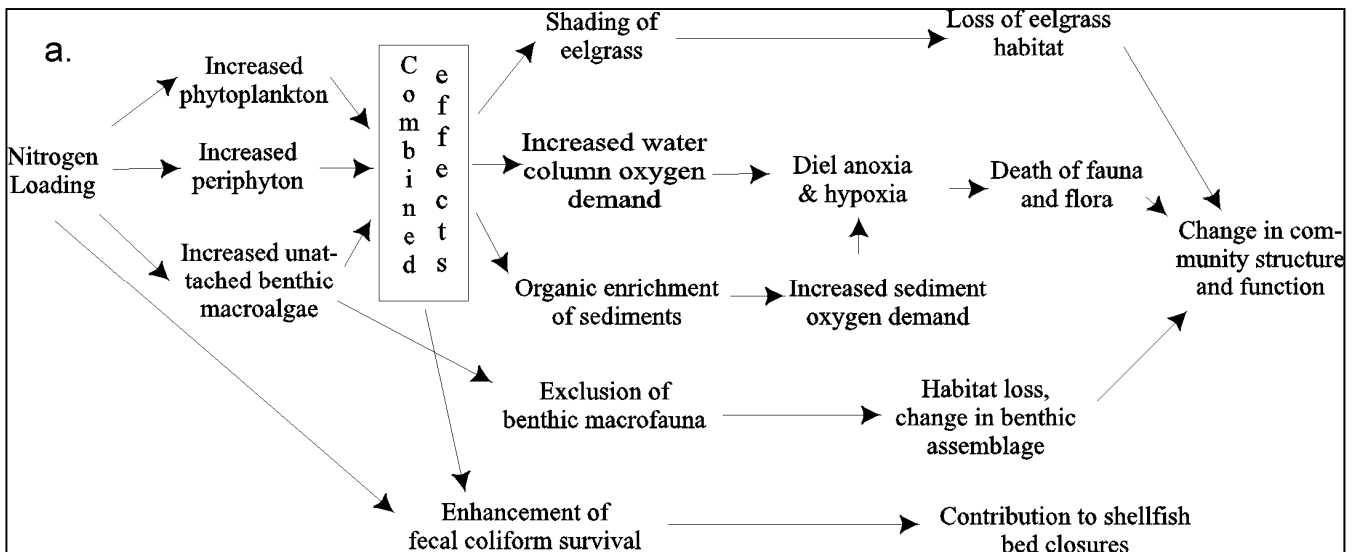 a.
Nitrogen
Loading
Increased
phytoplankton
Increased
periphyton
Increased unat-
tached benthic
macroalgae
Combined
effects
Shading of
eelgrass
Loss of eelgrass
habitat
Increased water
column oxygen
demand
Diel anoxia
& hypoxia
Death of fauna
and flora
Organic enrichment
of sediments
Increased sediment
oxygen demand
Change in com-
munity structure
and function
Exclusion of
benthic macrofauna
Habitat loss,
change in benthic
assemblage
Enhancement of
fecal coliform survival
Contribution to shellfish
bed closures